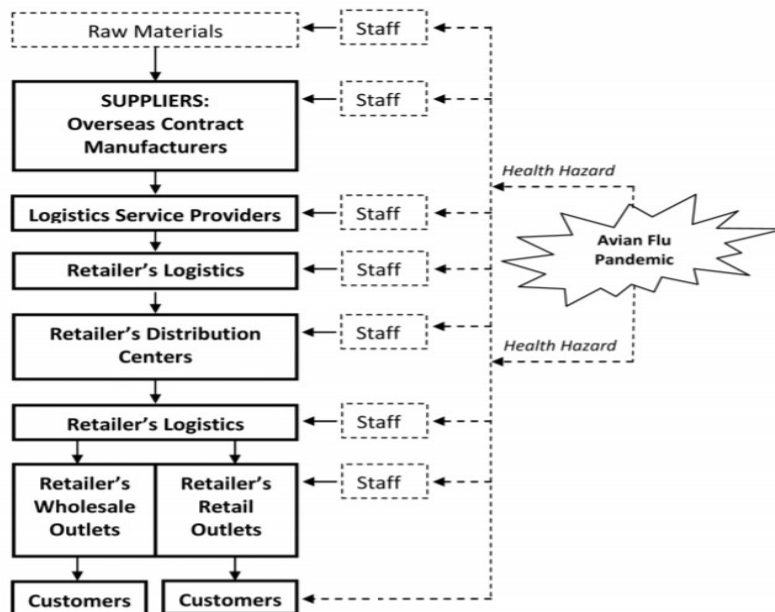 Raw Materials
Staff
SUPPLIERS:
Overseas Contract
Manufacturers
Staff
Health Hazard
Logistics Service Providers
Staff
Avian Flu
Pandemic
Retailer's Logistics
Staff
Retailer's Distribution
Centers
Staff
Health Hazard
Retailer's Logistics
Staff
Retailer's
Wholesale
Outlets
Retailer's
Retail
Outlets
Staff
Customers
Customers